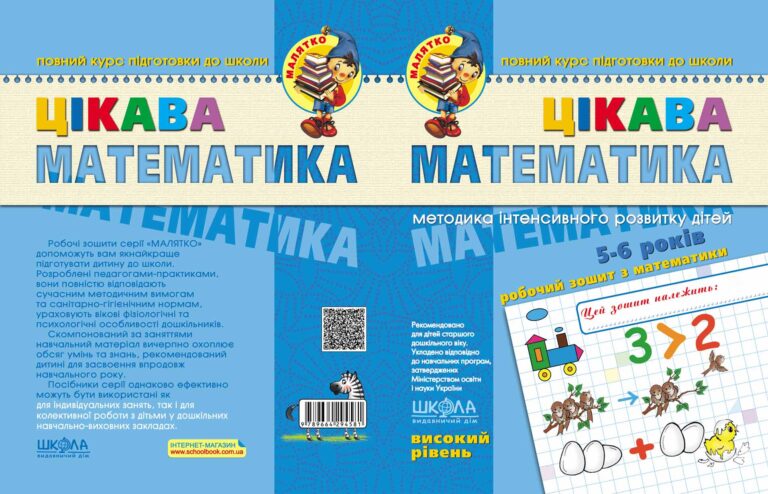 повний курс підготовки до школи
МАЛЯТКО
ЦІКАВА
МАТЕМАТИКА
МАТЕМАТИКА
Робочі зошити серії «МАЛЯТКО»
допоможуть вам якнайкраще
підготувати дитину до школи.
Розроблені педагогами-практиками,
вони повністю відповідають
сучасним методичним вимогам
та санітарно-гігієнічним нормам,
ураховують вікові фізіологічні та
психологічні особливості дошкільників.
Скомпонований за заняттями
навчальний матеріал вичерпно охоплює
обсяг умінь та знань, рекомендований
дитині для засвоєння впродовж
навчального року.
Посібники серії однаково ефективно
можуть бути використані як
для індивідуальних занять, так і для
колективної роботи з дітьми у дошкільних
навчально-виховних закладах.
ШКОЛА
видавничий дім
ІНТЕРНЕТ-МАГАЗИН
www.schoolbook.com.ua
9 789664 294581
МАЛЯТКО
повний курс підготовки до школи
ЦІКАВА
МАТЕМАТИКА
МАТЕМАТИКА
методика інтенсивного розвитку дітей
5-6 років
робочий зошит з математики
Цей зошит належить:
3>2
+
Рекомендовано
для дітей старшого
дошкільного віку.
Укладено відповідно
до навчальних програм,
затверджених
Міністерством освіти
і науки України
ШКОЛА
видавничий дім
високий
рівень